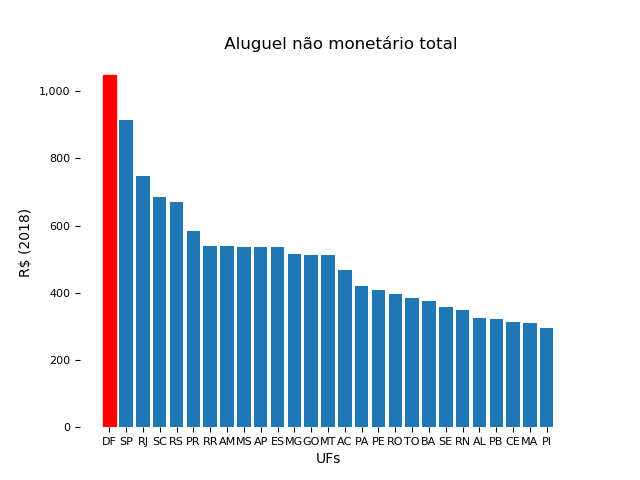 Aluguel não monetário total
1,000
800
600
400
200
0
R$ (2018)
DF SP RJ SC RS PR RR AM MS AP ES MG GO MT AC PA PE RO TO BA SE RN AL PB CE MA PI
UFs